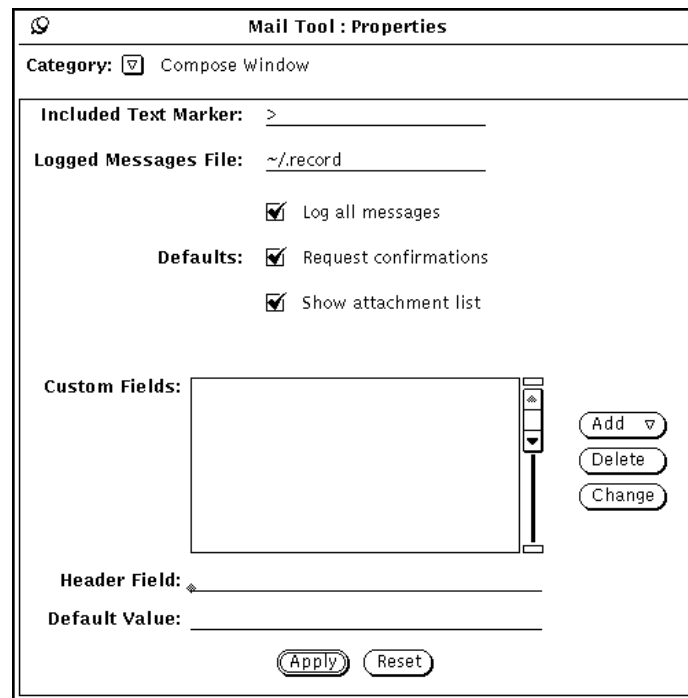 Mail Tool : Properties
Category: Compose Window
Included Text Marker: >
Logged Messages File: ~/.record
Log all messages
Defaults: Request confirmations
Show attachment list
Custom Fields:
Add
Delete
Change
Header Field:
Default Value:
Apply Reset